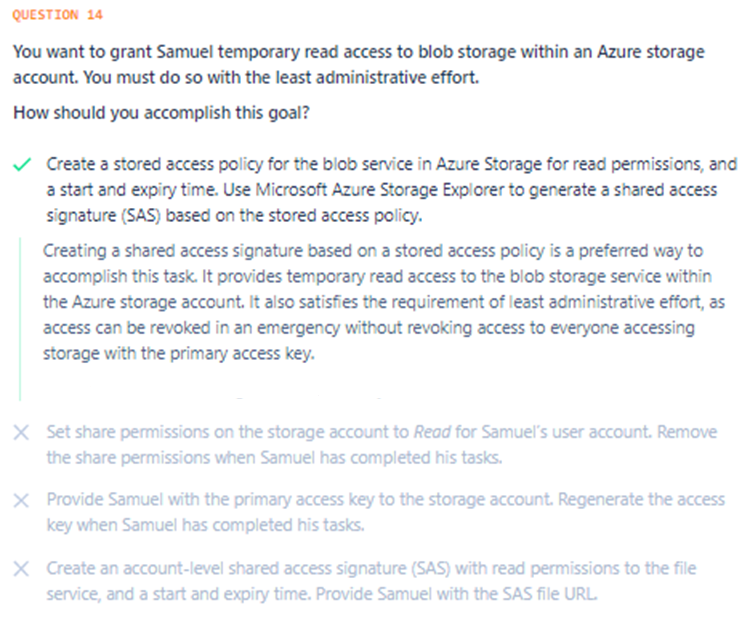 QUESTION 14
You want to grant Samuel temporary read access to blob storage within an Azure storage
account. You must do so with the least administrative effort.
How should you accomplish this goal?
Create a stored access policy for the blob service in Azure Storage for read permissions, and
a start and expiry time. Use Microsoft Azure Storage Explorer to generate a shared access
signature (SAS) based on the stored access policy.
Creating a shared access signature based on a stored access policy is a preferred way to
accomplish this task. It provides temporary read access to the blob storage service within
the Azure storage account. It also satisfies the requirement of least administrative effort, as
access can be revoked in an emergency without revoking access to everyone accessing
storage with the primary access key.
Set share permissions on the storage account to Read for Samuel's user account. Remove
the share permissions when Samuel has completed his tasks.
Provide Samuel with the primary access key to the storage account. Regenerate the access
key when Samuel has completed his tasks.
Create an account-level shared access signature (SAS) with read permissions to the file
service, and a start and expiry time. Provide Samuel with the SAS file URL.